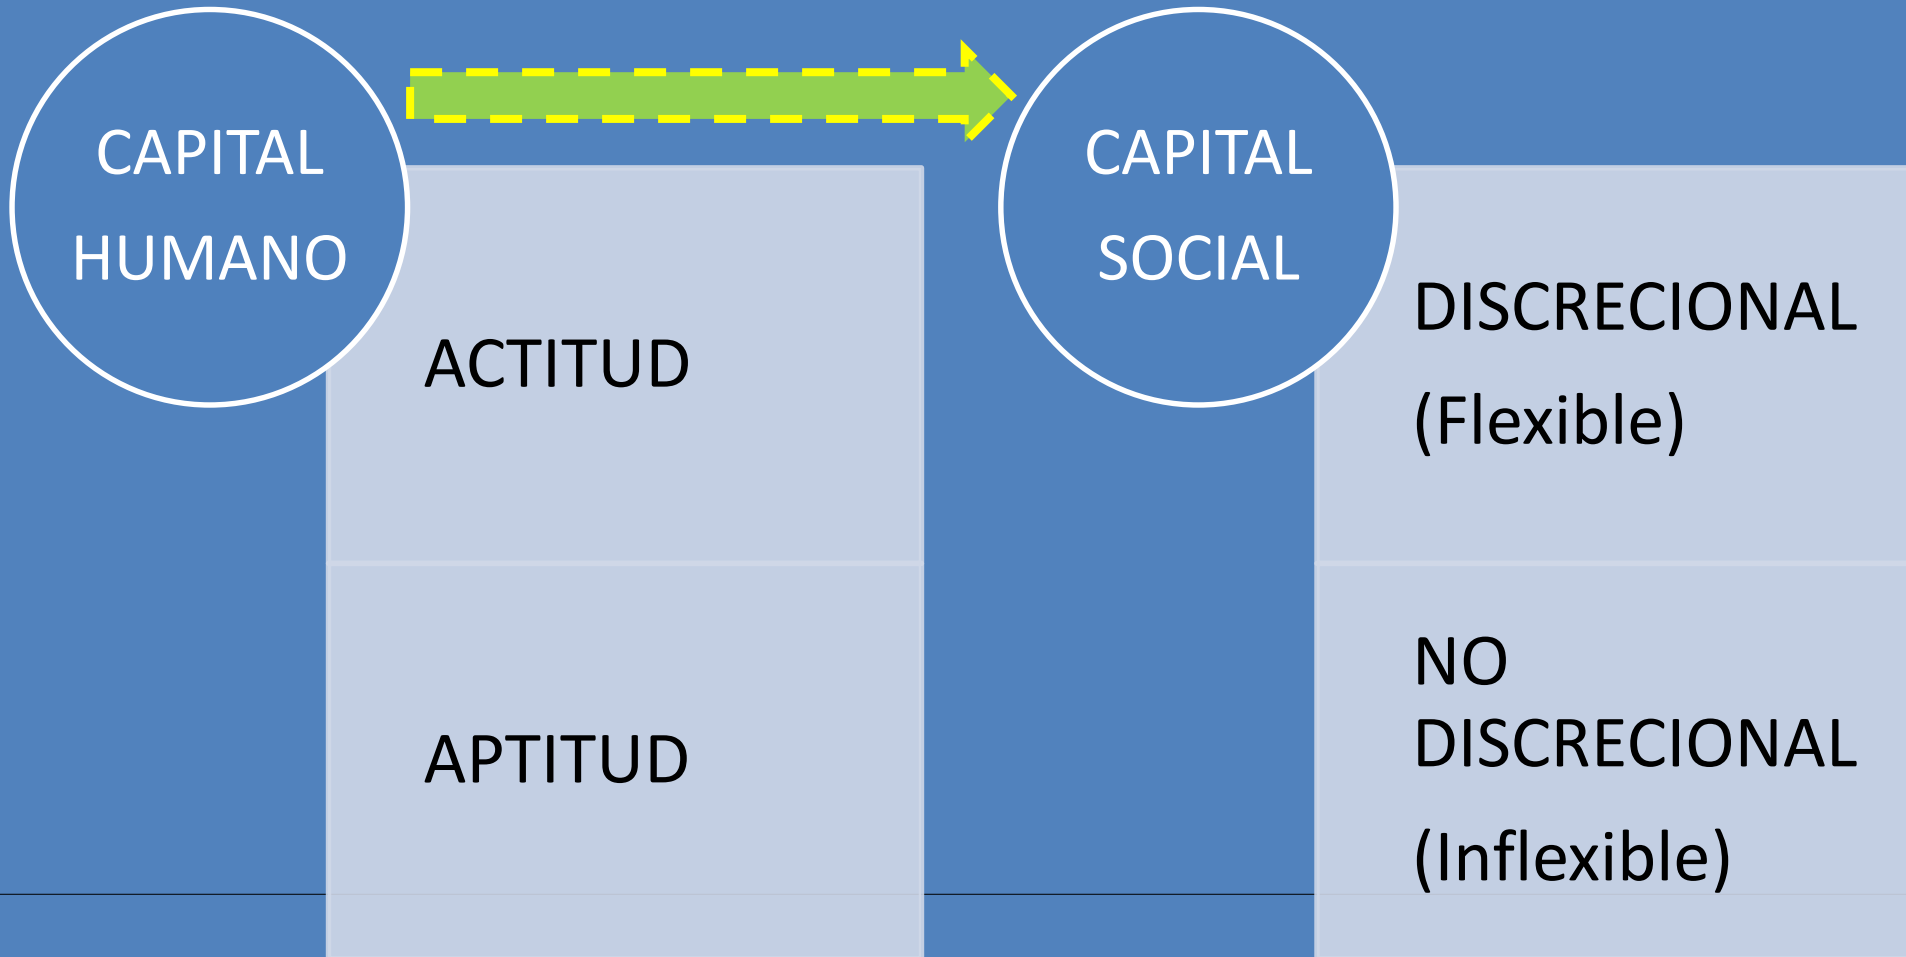 CAPITAL
HUMANO
ACTITUD
APTITUD
CAPITAL
SOCIAL
DISCRECIONAL
(Flexible)
NO
DISCRECIONAL
(Inflexible)